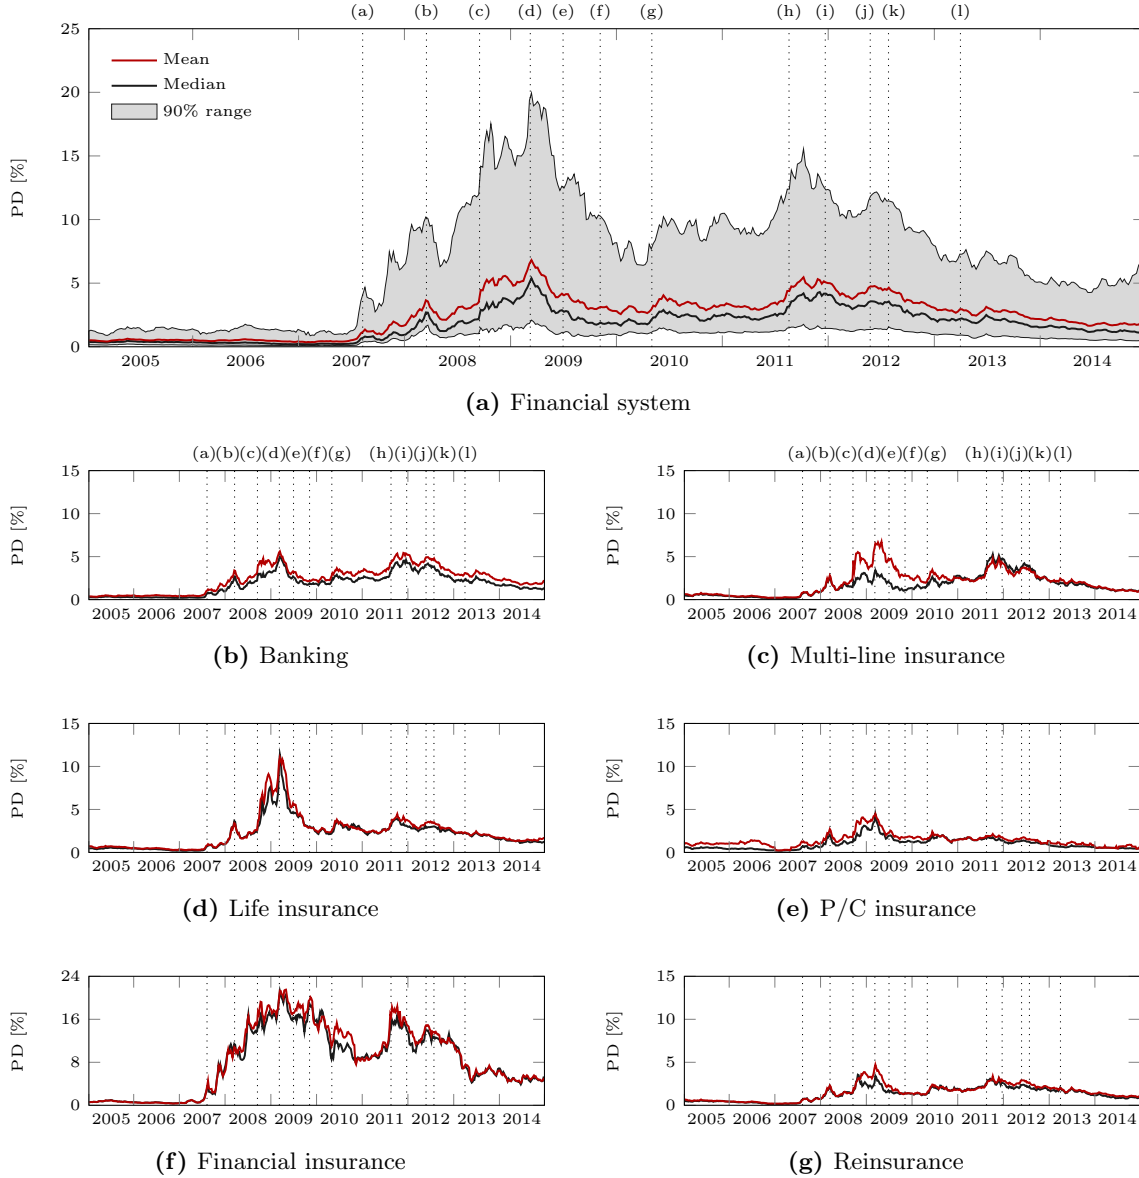 (a) (b) (c) (d) (e) (f) (g) (h) (i) (j) (k) (l)
25
20
15
10
5
0
PD [%]
Mean
Median
90% range
2005 2006 2007 2008 2009 2010 2011 2012 2013 2014
(a) Financial system
(a)(b)(c)(d)(e)(f)(g) (h)(i)(j)(k)(l)
15
10
5
0
PD [%]
2005 2006 2007 2008 2009 2010 2011 2012 2013 2014
(b) Banking
(a)(b)(c)(d)(e)(f)(g) (h)(i)(j)(k)(l)
15
10
5
0
PD [%]
2005 2006 2007 2008 2009 2010 2011 2012 2013 2014
(c) Multi-line insurance
15
10
5
0
PD [%]
2005 2006 2007 2008 2009 2010 2011 2012 2013 2014
(d) Life insurance
15
10
5
0
PD [%]
2005 2006 2007 2008 2009 2010 2011 2012 2013 2014
(e) P/C insurance
24
16
8
0
PD [%]
2005 2006 2007 2008 2009 2010 2011 2012 2013 2014
(f) Financial insurance
15
10
5
0
PD [%]
2005 2006 2007 2008 2009 2010 2011 2012 2013 2014
(g) Reinsurance